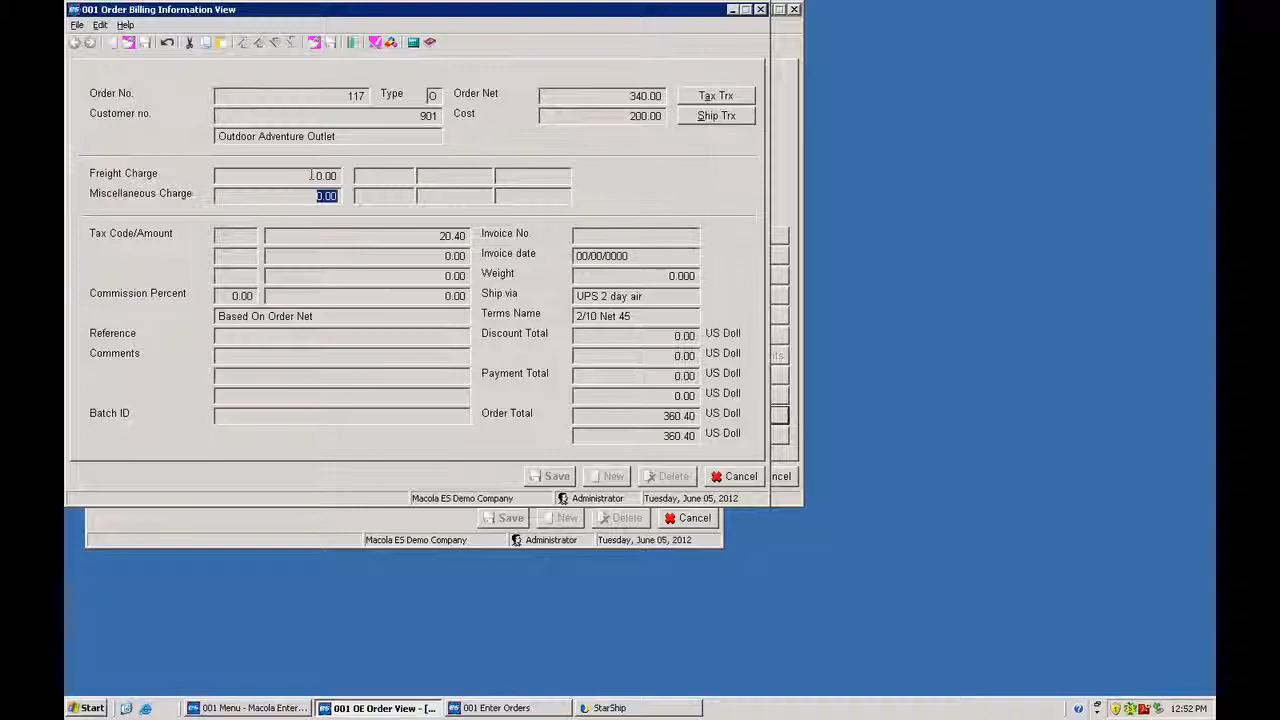 001 Order Billing Information View
File Edit Help
Order No. 117 Type O Order Net 340.00 Tax Trx
Customer no. 901 Cost 200.00 Ship Trx
Outdoor Adventure Outlet
Freight Charge 0.00
Miscellaneous Charge 0.00
Tax Code/Amount 20.40 Invoice No.
0.00 Invoice date 00/00/0000
0.00 Weight 0.000
Commission Percent 0.00 0.00 Ship via UPS 2 day air
Based On Order Net Terms Name 2/10 Net 45
Reference Discount Total 0.00 US Doll
Comments 0.00 US Doll
Payment Total 0.00 US Doll
0.00 US Doll
Batch ID Order Total 360.40 US Doll
360.40 US Doll
Save New Delete Cancel ncel
Macola ES Demo Company Administrator Tuesday, June 05, 2012
Save New Delete Cancel
Macola ES Demo Company Administrator Tuesday, June 05, 2012
Start 001 Menu - Macola Enter... 001 OE Order View - [... 001 Enter Orders StarShip 12:52 PM